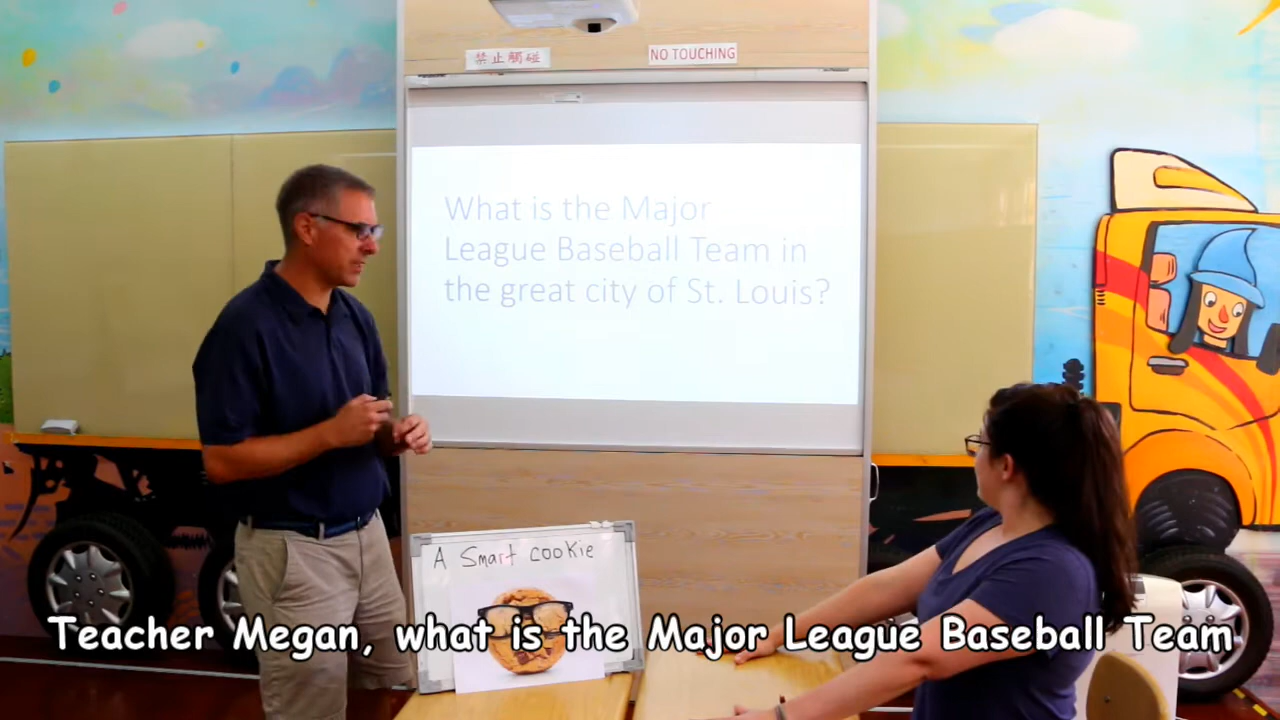 禁止觸碰
NO TOUCHING
What is the Major
League Baseball Team in
the great city of St. Louis?
A Smart cookie
Teacher Megan, what is the Major League Baseball Team